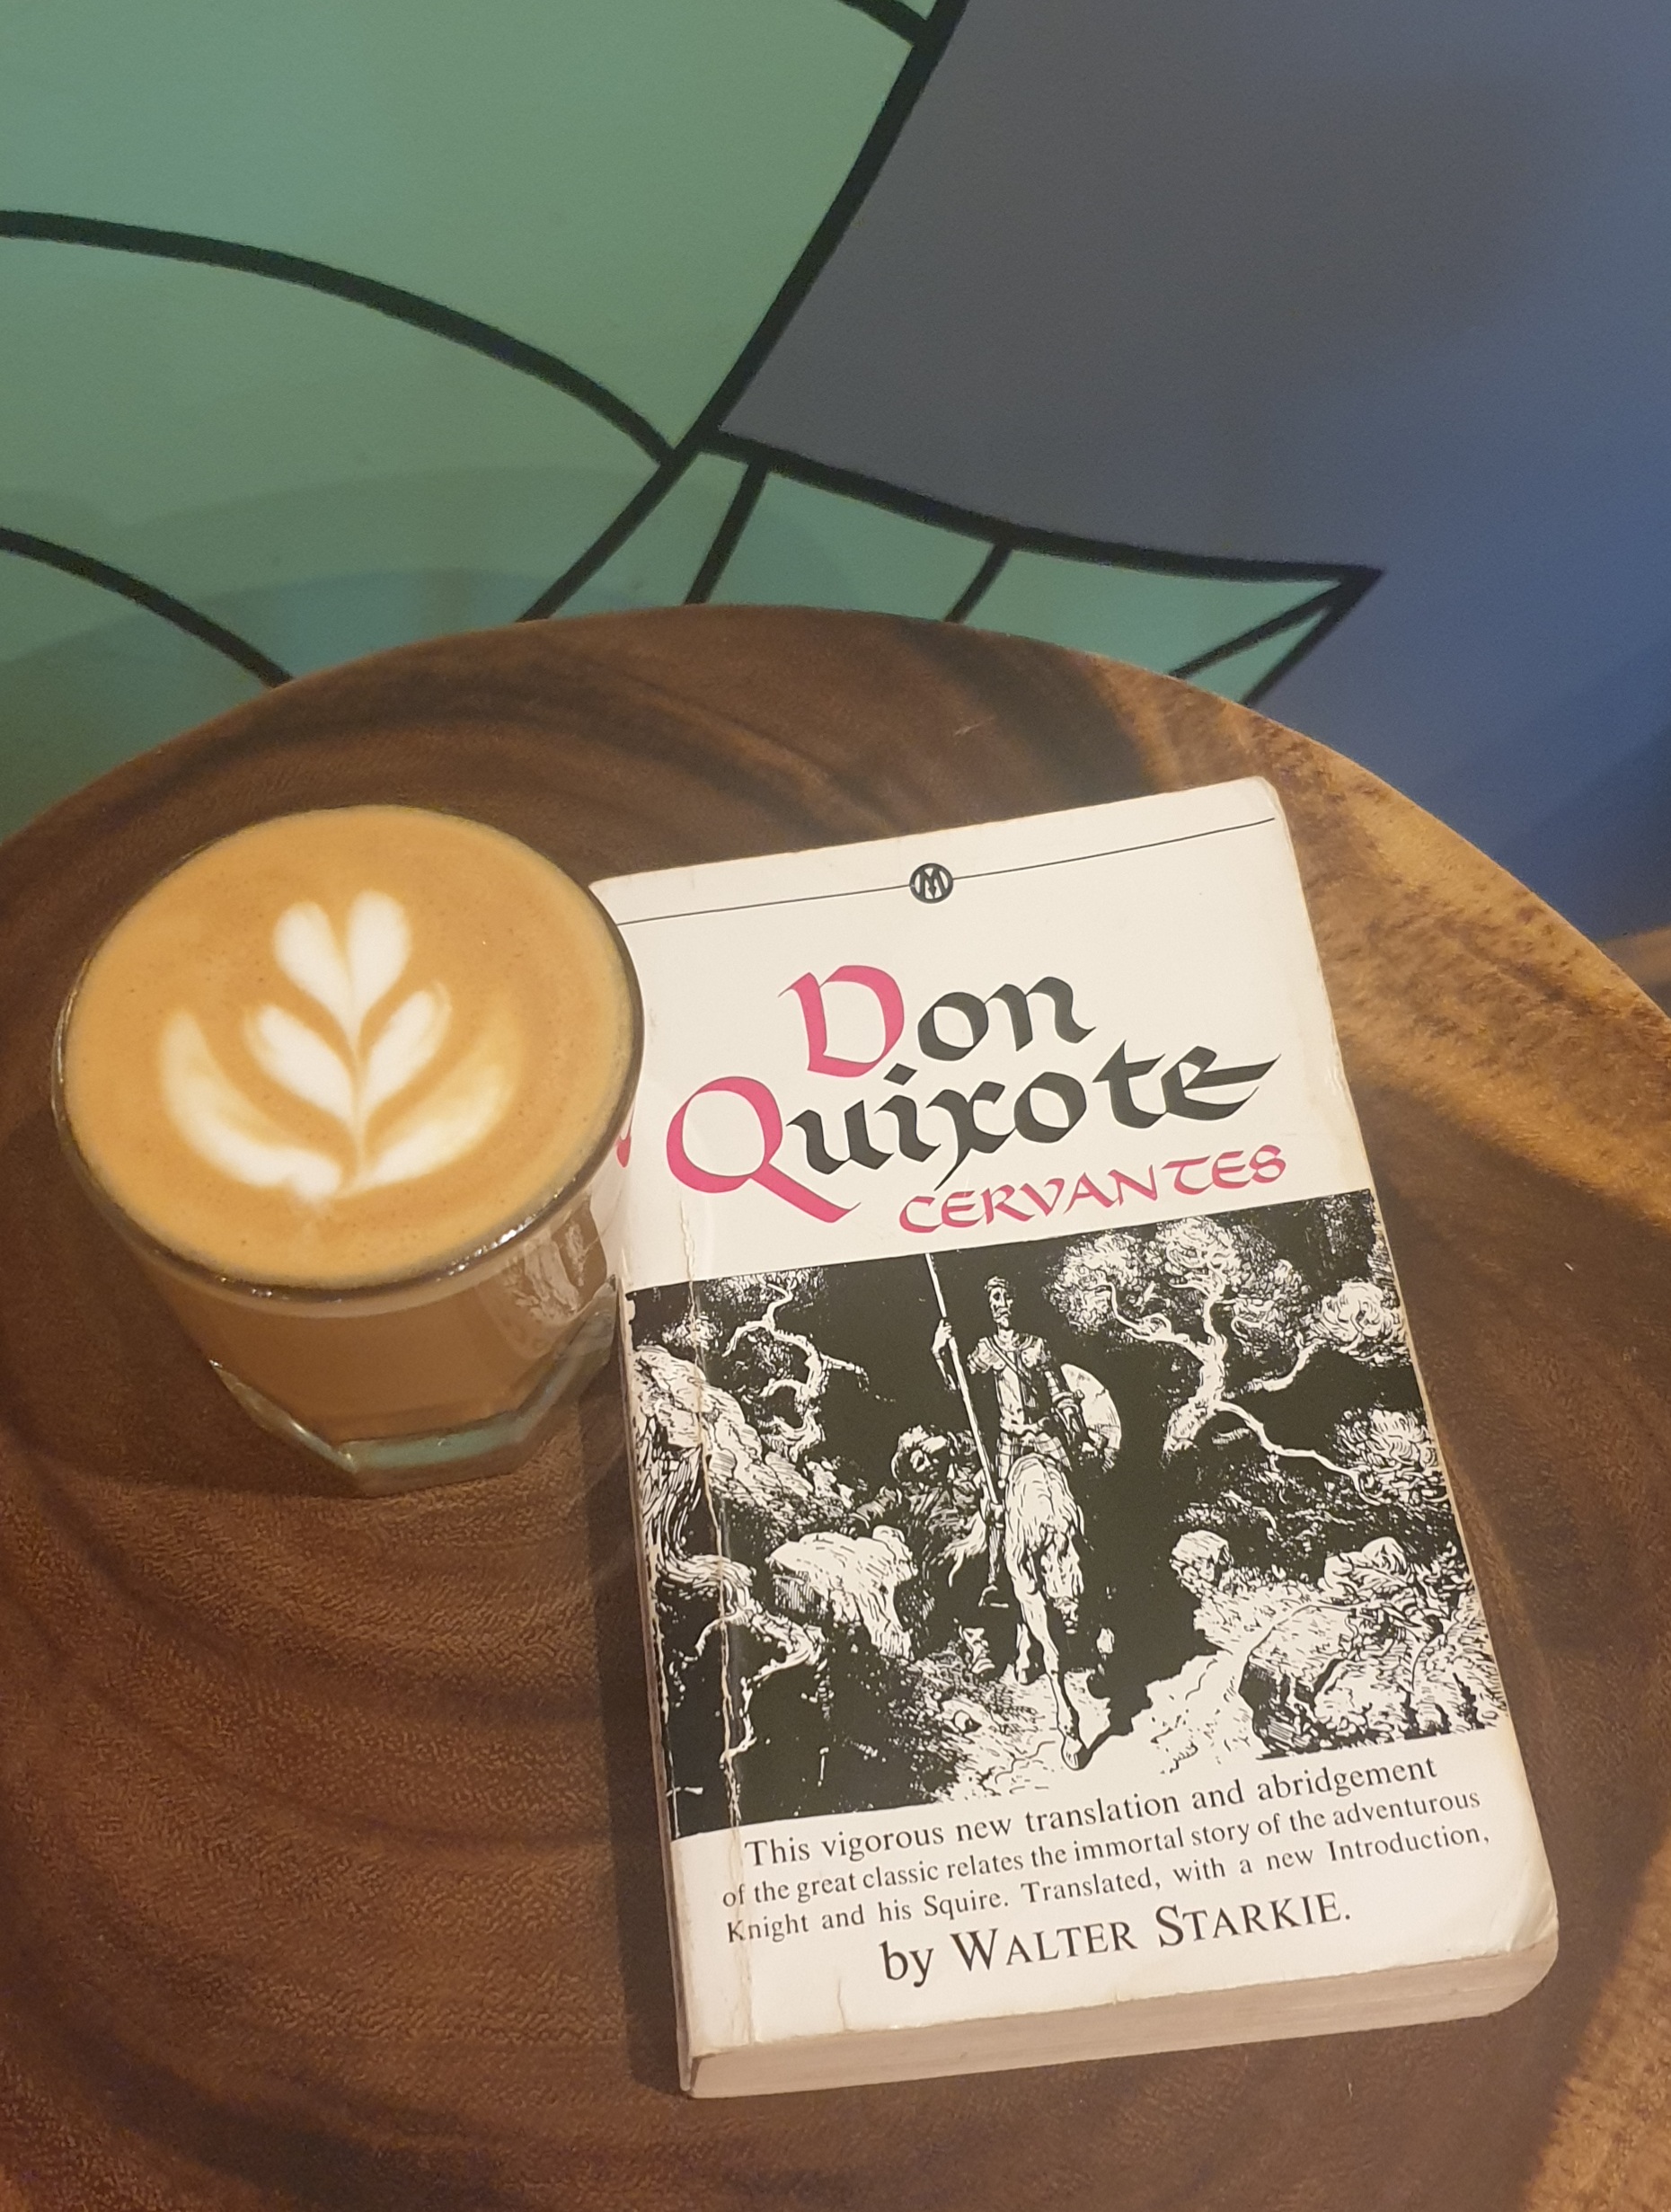 M
Don
Quixote
CERVANTES
This vigorous new translation and abridgement
of the great classic relates the immortal story of the adventurous
Knight and his Squire. Translated, with a new Introduction,
by WALTER STARKIE.